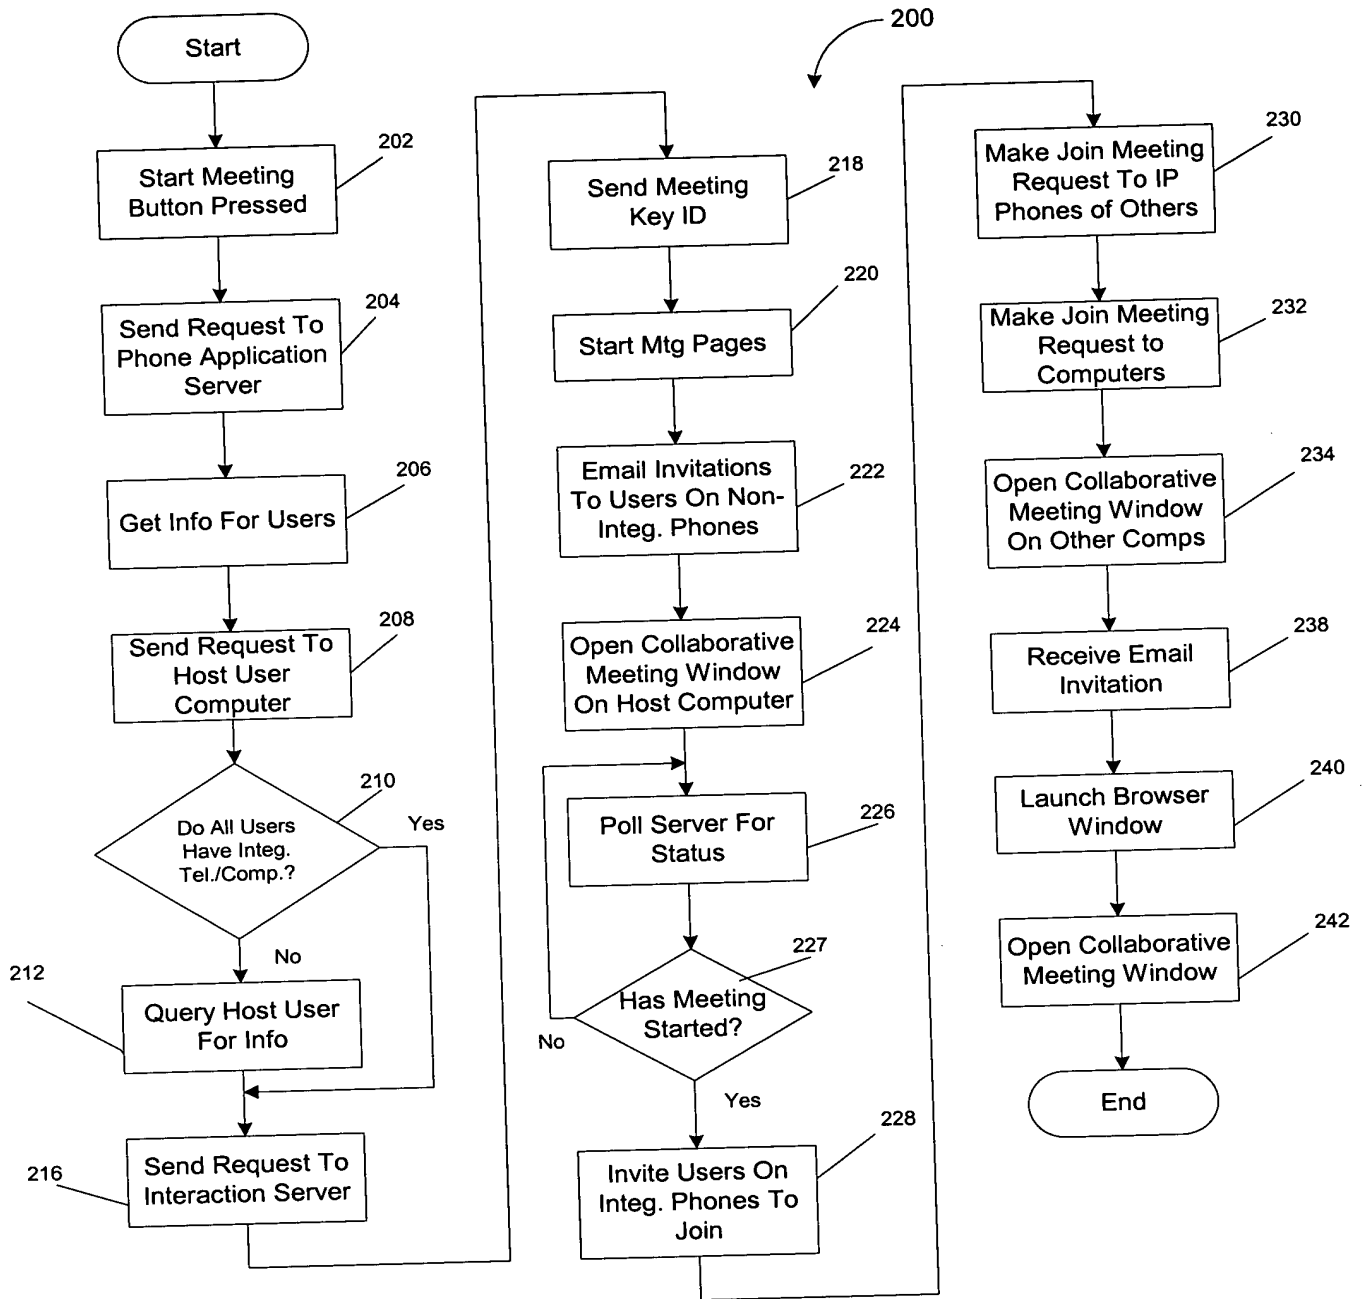 200
Start
202
Start Meeting
Button Pressed
204
Send Request To
Phone Application
Server
206
Get Info For Users
208
Send Request To
Host User
Computer
210
Do All Users
Have Integ.
Tel./Comp.?
Yes
No
212
Query Host User
For Info
216
Send Request To
Interaction Server
218
Send Meeting
Key ID
220
Start Mtg Pages
222
Email Invitations
To Users On Non-
Integ. Phones
224
Open Collaborative
Meeting Window
On Host Computer
226
Poll Server For
Status
227
Has Meeting
Started?
No
Yes
228
Invite Users On
Integ. Phones To
Join
230
Make Join Meeting
Request To IP
Phones of Others
232
Make Join Meeting
Request to
Computers
234
Open Collaborative
Meeting Window
On Other Comps
238
Receive Email
Invitation
240
Launch Browser
Window
242
Open Collaborative
Meeting Window
End